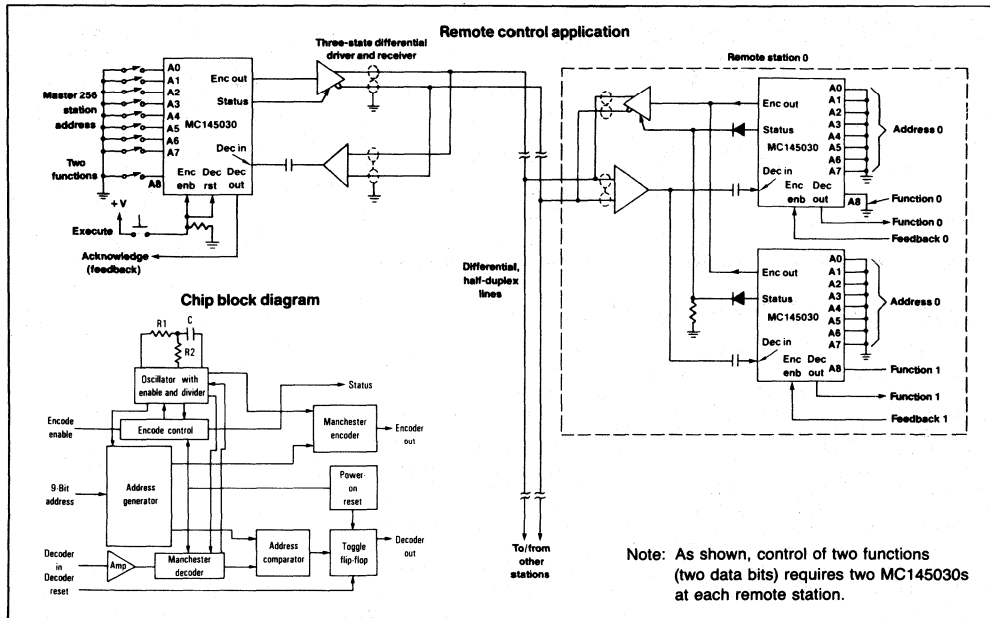 Remote control application
Three-state differential
driver and receiver
A0
A1
A2
A3
A4
A5
A6
A7
A8
Master 256
station
address
Two
functions
Enc out
Status
MC145030
Dec in
Enc
enb
Dec
rst
Dec
out
+ V
Execute
Acknowledge
(feedback)
Differential,
half-duplex
lines
To/from
other
stations
Remote station 0
Enc out
Status
MC145030
Dec in
Enc
enb
Dec
out
A0
A1
A2
A3
A4
A5
A6
A7
A8
Address 0
Function 0
Function 0
Feedback 0
Enc out
Status
MC145030
Dec in
Enc
enb
Dec
out
A0
A1
A2
A3
A4
A5
A6
A7
A8
Address 0
Function 1
Function 1
Feedback 1
Chip block diagram
R1
C
R2
Oscillator with
enable and divider
Status
Encode
enable
Encode control
Manchester
encoder
Encoder
out
9-Bit
address
Address
generator
Power-
on
reset
Decoder
in
Decoder
reset
Amp
Manchester
decoder
Address
comparator
Toggle
flip-flop
Decoder
out
Note: As shown, control of two functions
(two data bits) requires two MC145030s
at each remote station.